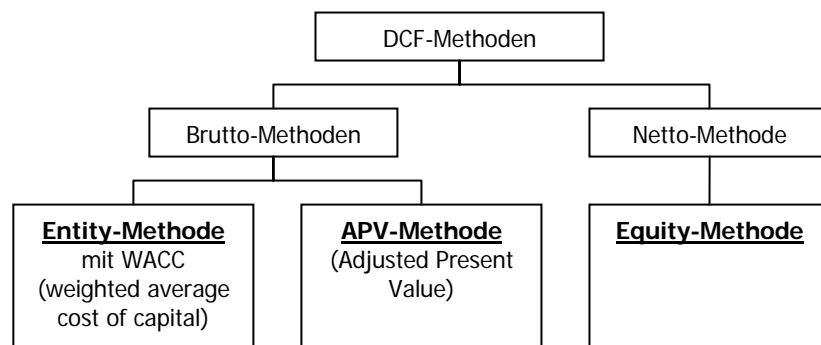 DCF-Methoden
Brutto-Methoden
Netto-Methode
Entity-Methode
mit WACC
(weighted average
cost of capital)
APV-Methode
(Adjusted Present
Value)
Equity-Methode